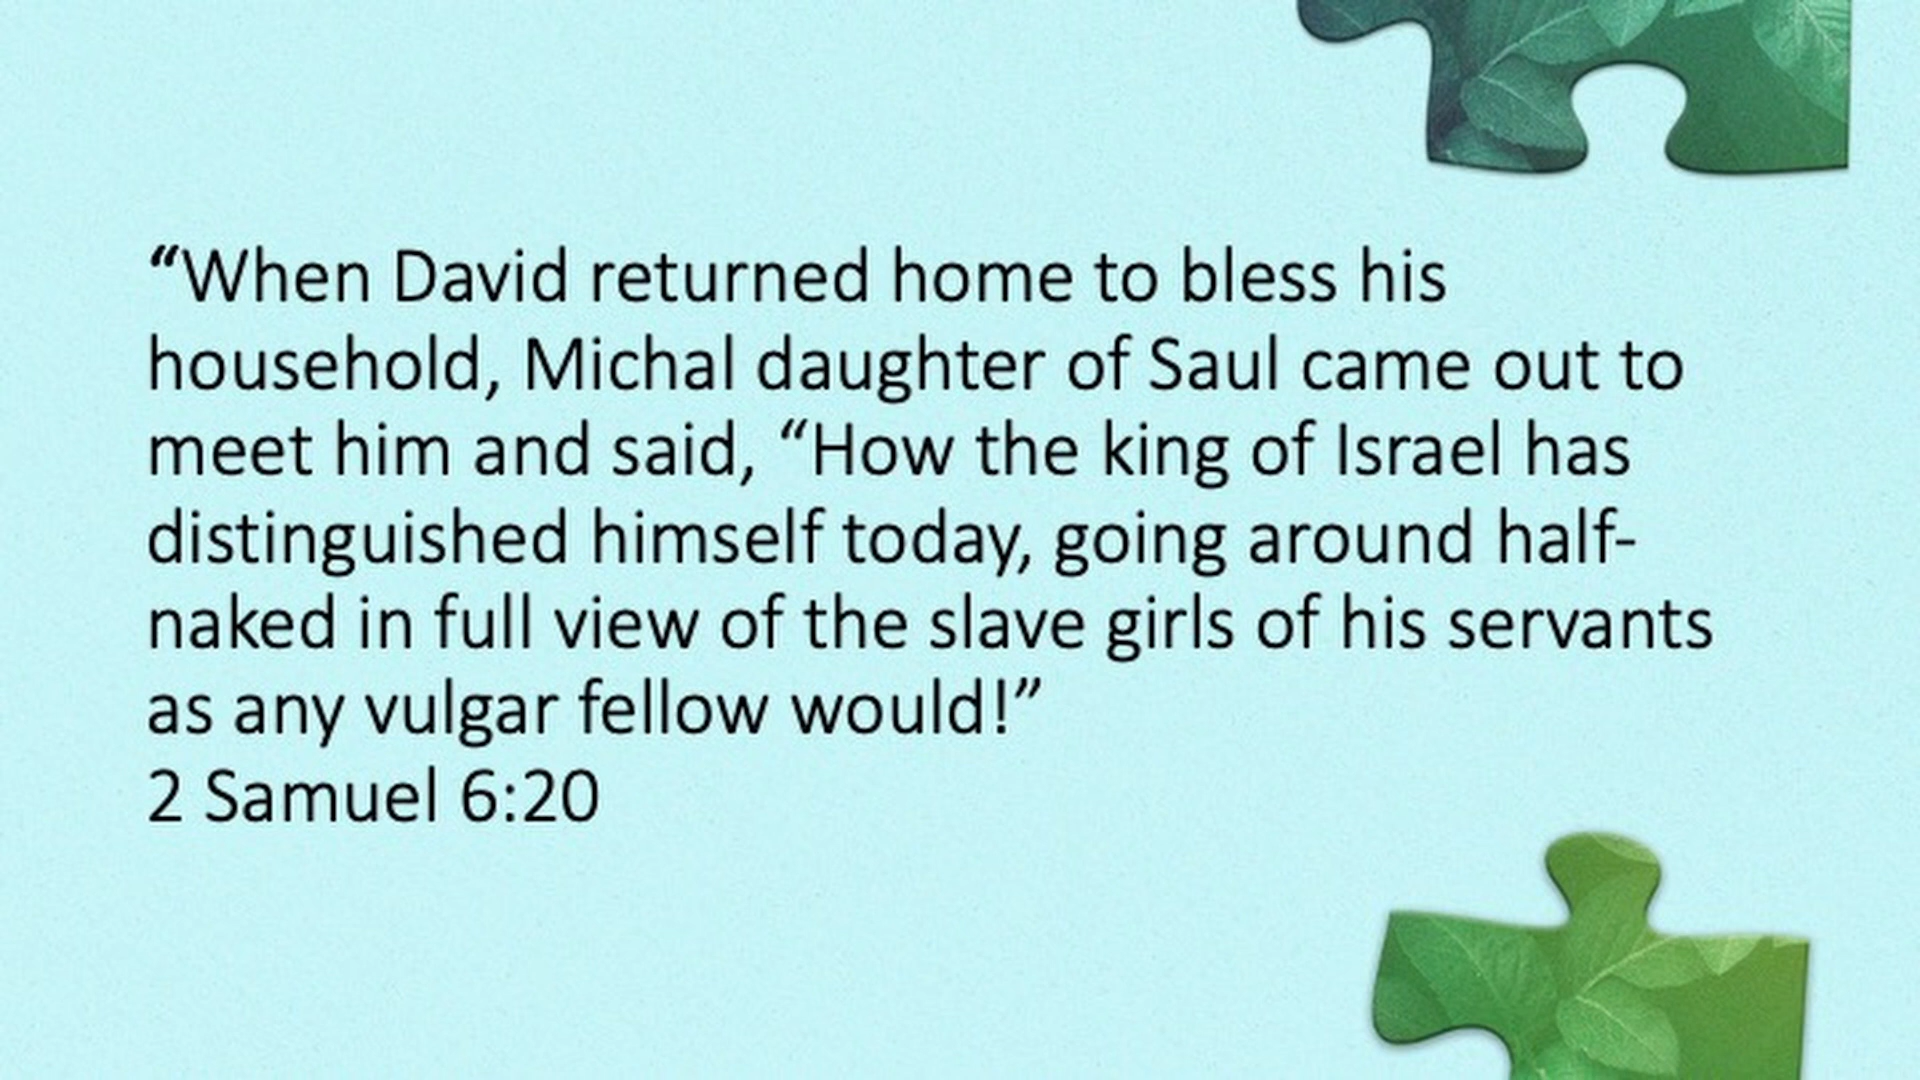 “When David returned home to bless his
household, Michal daughter of Saul came out to
meet him and said, “How the king of Israel has
distinguished himself today, going around half-
naked in full view of the slave girls of his servants
as any vulgar fellow would!”
2 Samuel 6:20